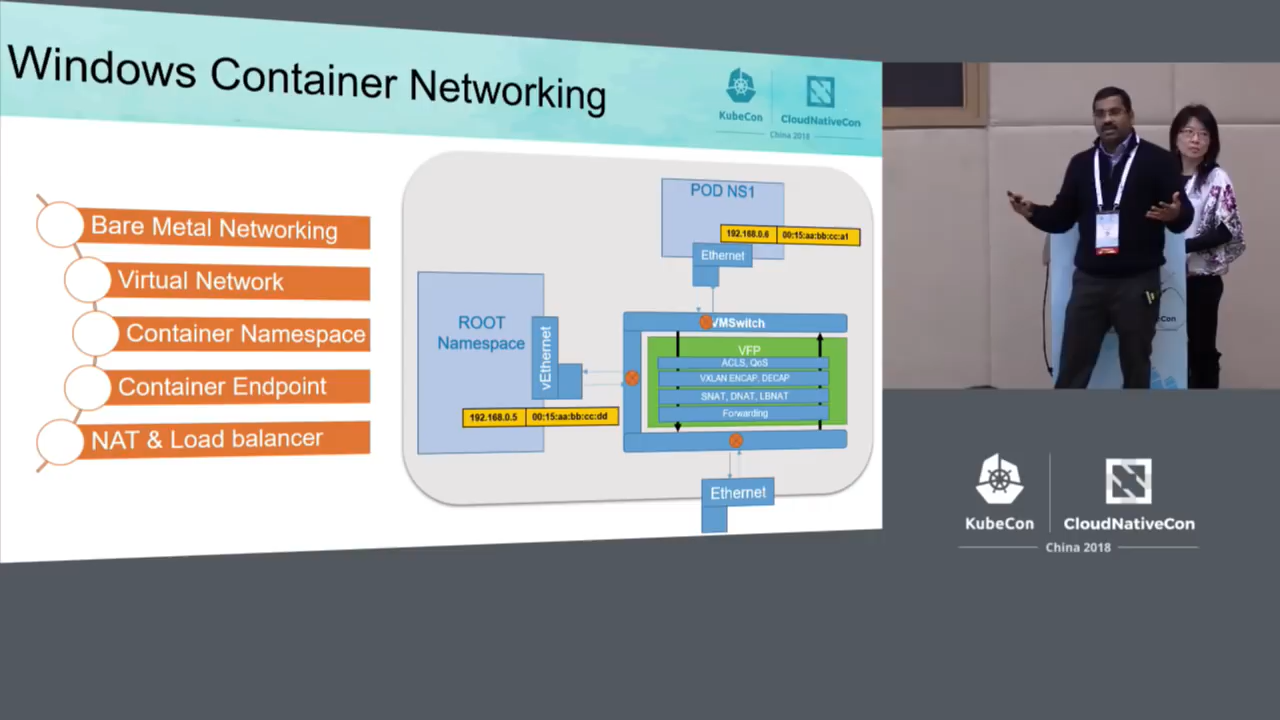 Windows Container Networking
KubeCon
CloudNativeCon
China 2018
Bare Metal Networking
Virtual Network
Container Namespace
Container Endpoint
NAT & Load balancer
POD NS1
192.168.0.6
00:15:aa:bb:cc:a1
Ethernet
ROOT
Namespace
vEthernet
192.168.0.5
00:15:aa:bb:cc:dd
VMSwitch
VFP
ACLS, QoS
VXLAN ENCAP, DECAP
SNAT, DNAT, LBNAT
Forwarding
Ethernet
KubeCon
CloudNativeCon
China 2018